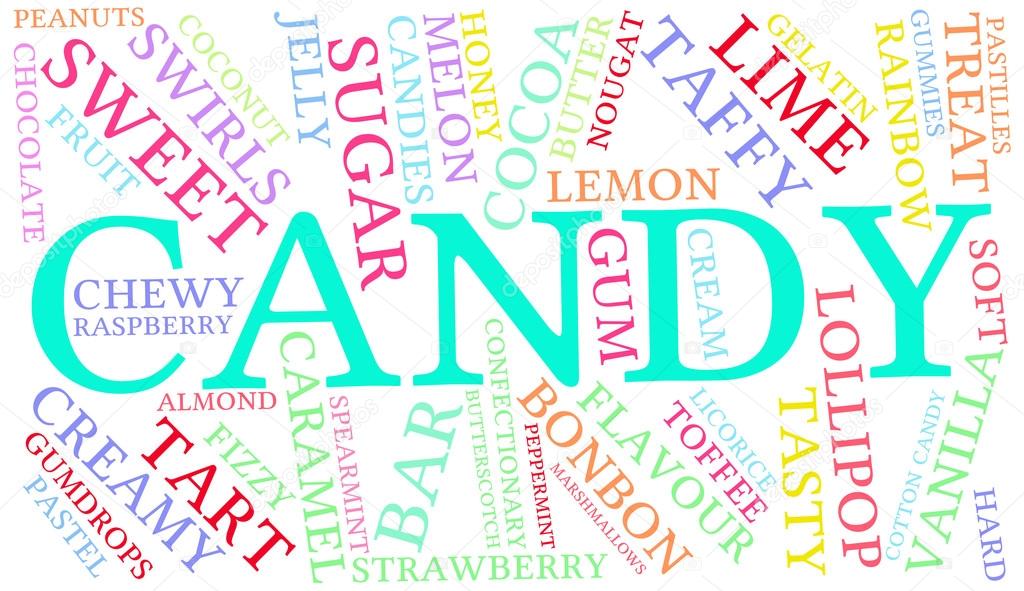 PEANUTS
CHOCOLATE
SWEET
FRUIT
SWIRLS
COCONUT
JELLY
SUGAR
CANDIES
MELON
HONEY
COCOA
BUTTER
NOUGAT
TAFFY
LIME
GELATIN
RAINBOW
GUMMIES
TREAT
PASTILLES
LEMON
CANDY
CHEWY
RASPBERRY
GUM
CREAM
SOFT
LOLLIPOP
ALMOND
CREAMY
GUMDROPS
PASTEL
TART
FIZZY
CARAMEL
SPEARMINT
BAR
BUTTERSCOTCH
CONFECTIONARY
PEPPERMINT
BONBON
MARSHMALLOWS
FLAVOUR
TOFFEE
LICORICE
TASTY
COTTON CANDY
VANILLA
HARD
STRAWBERRY
depositphotos